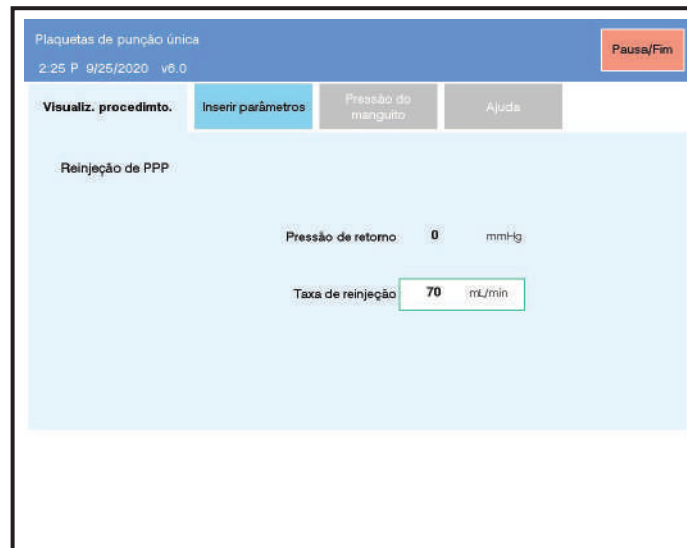 Plaquetas de punção única
2:25 P 9/25/2020 v6.0
Pausa/Fim
Visualiz. procedimto.
Inserir parâmetros
Pressão do
manguito
Ajuda
Reinjeção de PPP
Pressão de retorno 0 mmHg
Taxa de reinjeção 70 mL/min